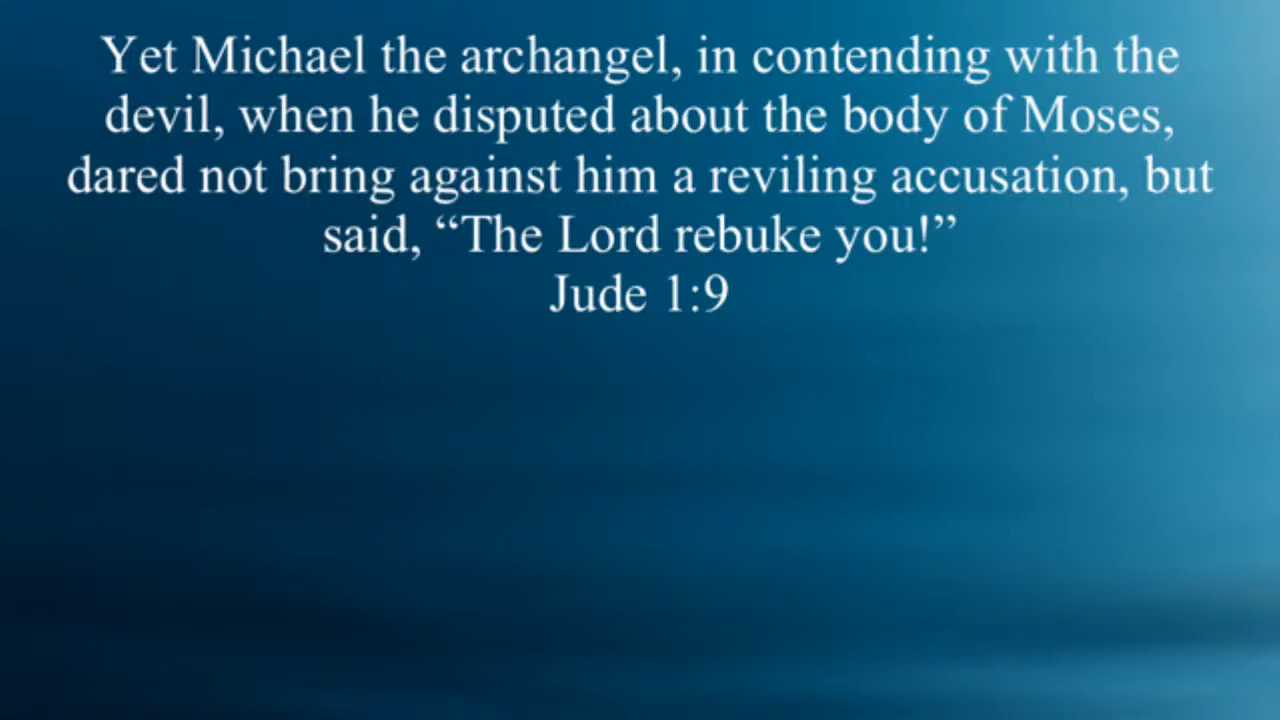 Yet Michael the archangel, in contending with the
devil, when he disputed about the body of Moses,
dared not bring against him a reviling accusation, but
said, “The Lord rebuke you!”
Jude 1:9